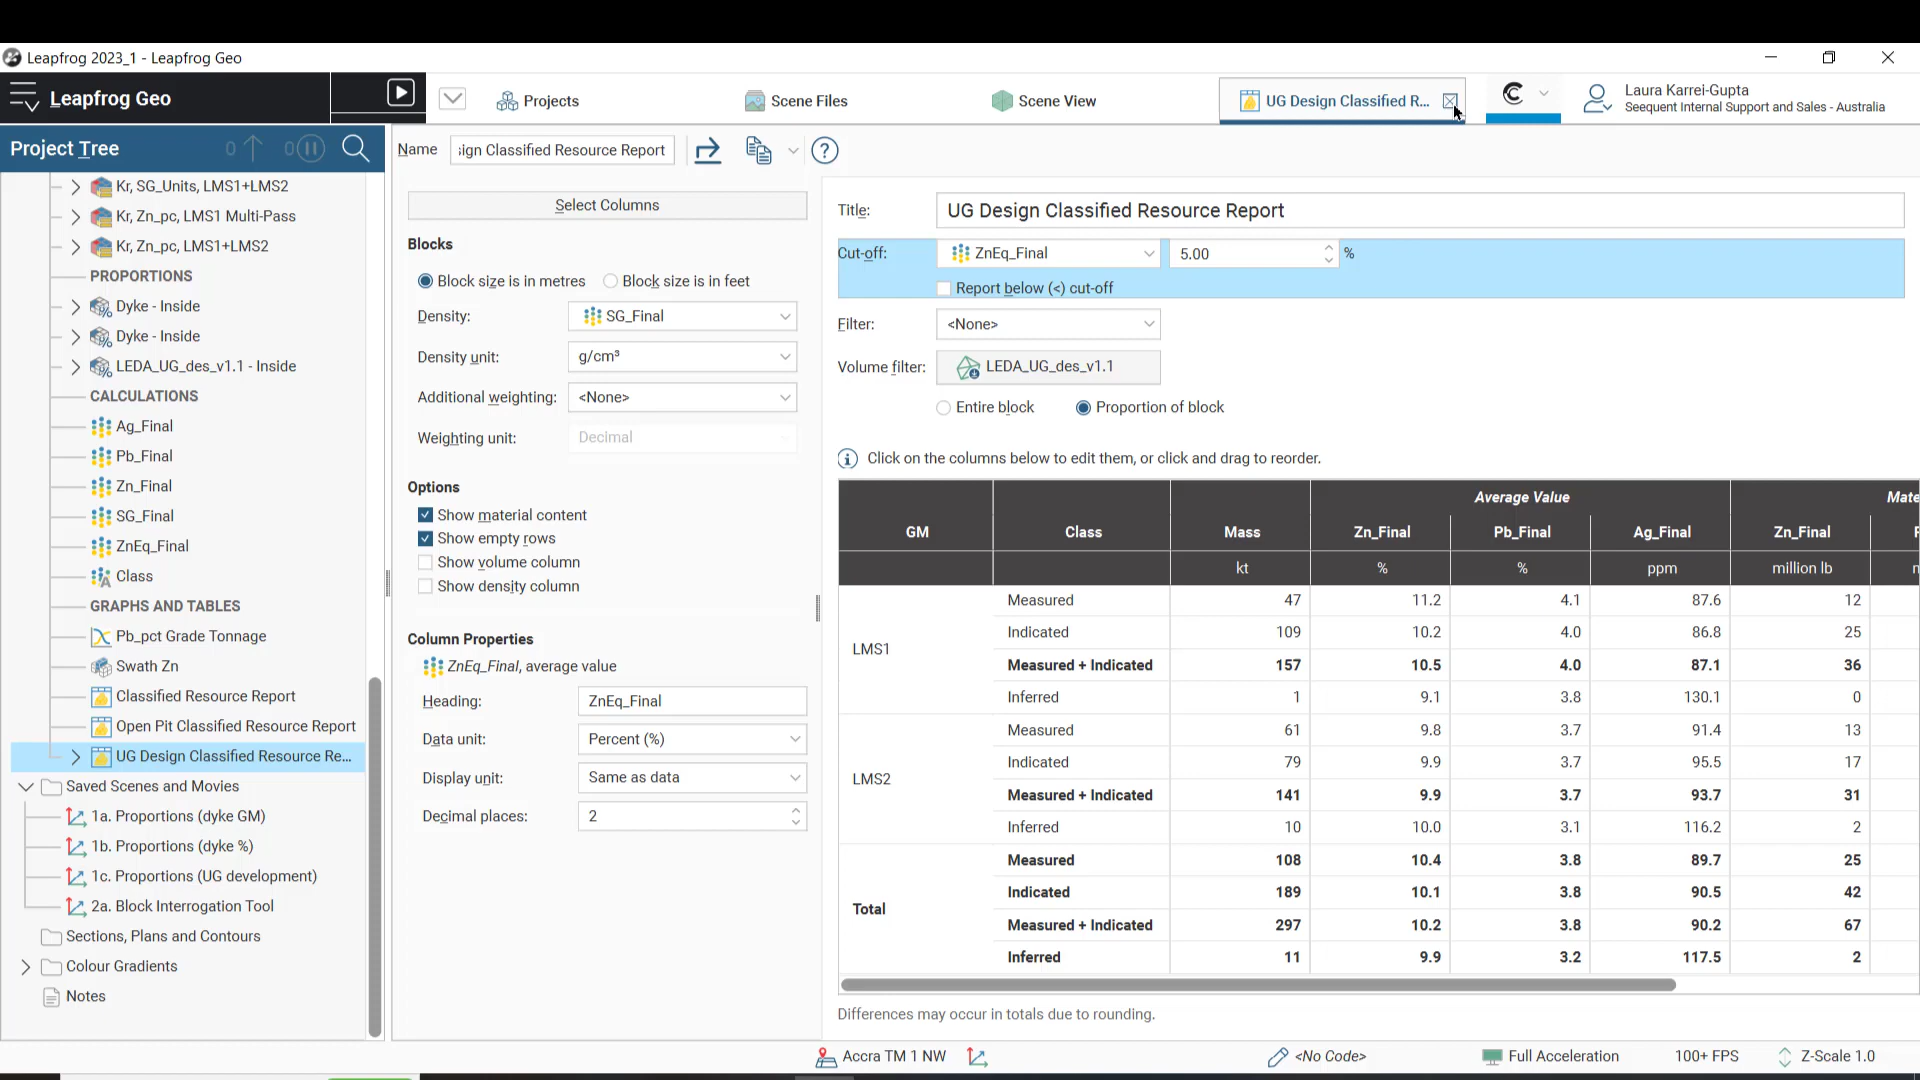 Leapfrog 2023_1 - Leapfrog Geo
Leapfrog Geo
Projects
Scene Files
Scene View
UG Design Classified R...
Laura Karrei-Gupta
Seequent Internal Support and Sales - Australia
Project Tree
0
0
Kr, SG_Units, LMS1+LMS2
Kr, Zn_pc, LMS1 Multi-Pass
Kr, Zn_pc, LMS1+LMS2
PROPORTIONS
Dyke - Inside
Dyke - Inside
LEDA_UG_des_v1.1 - Inside
CALCULATIONS
Ag_Final
Pb_Final
Zn_Final
SG_Final
ZnEq_Final
Class
GRAPHS AND TABLES
Pb_pct Grade Tonnage
Swath Zn
Classified Resource Report
Open Pit Classified Resource Report
UG Design Classified Resource Re...
Saved Scenes and Movies
1a. Proportions (dyke GM)
1b. Proportions (dyke %)
1c. Proportions (UG development)
2a. Block Interrogation Tool
Sections, Plans and Contours
Colour Gradients
Notes
Name
ign Classified Resource Report
?
Select Columns
Blocks
Block size is in metres
Block size is in feet
Density:
SG_Final
Density unit:
g/cm³
Additional weighting:
<None>
Weighting unit:
Decimal
Options
Show material content
Show empty rows
Show volume column
Show density column
Column Properties
ZnEq_Final, average value
Heading:
ZnEq_Final
Data unit:
Percent (%)
Display unit:
Same as data
Decimal places:
2
Title:
UG Design Classified Resource Report
Cut-off:
ZnEq_Final
5.00
%
Report below (<) cut-off
Filter:
<None>
Volume filter:
LEDA_UG_des_v1.1
Entire block
Proportion of block
Click on the columns below to edit them, or click and drag to reorder.
Average Value
Mate
GM Class Mass Zn_Final Pb_Final Ag_Final Zn_Final
kt % % ppm million lb
LMS1
Measured 47 11.2 4.1 87.6 12
Indicated 109 10.2 4.0 86.8 25
Measured + Indicated 157 10.5 4.0 87.1 36
Inferred 1 9.1 3.8 130.1 0
LMS2
Measured 61 9.8 3.7 91.4 13
Indicated 79 9.9 3.7 95.5 17
Measured + Indicated 141 9.9 3.7 93.7 31
Inferred 10 10.0 3.1 116.2 2
Total
Measured 108 10.4 3.8 89.7 25
Indicated 189 10.1 3.8 90.5 42
Measured + Indicated 297 10.2 3.8 90.2 67
Inferred 11 9.9 3.2 117.5 2
Differences may occur in totals due to rounding.
Accra TM 1 NW
<No Code>
Full Acceleration
100+ FPS
Z-Scale 1.0